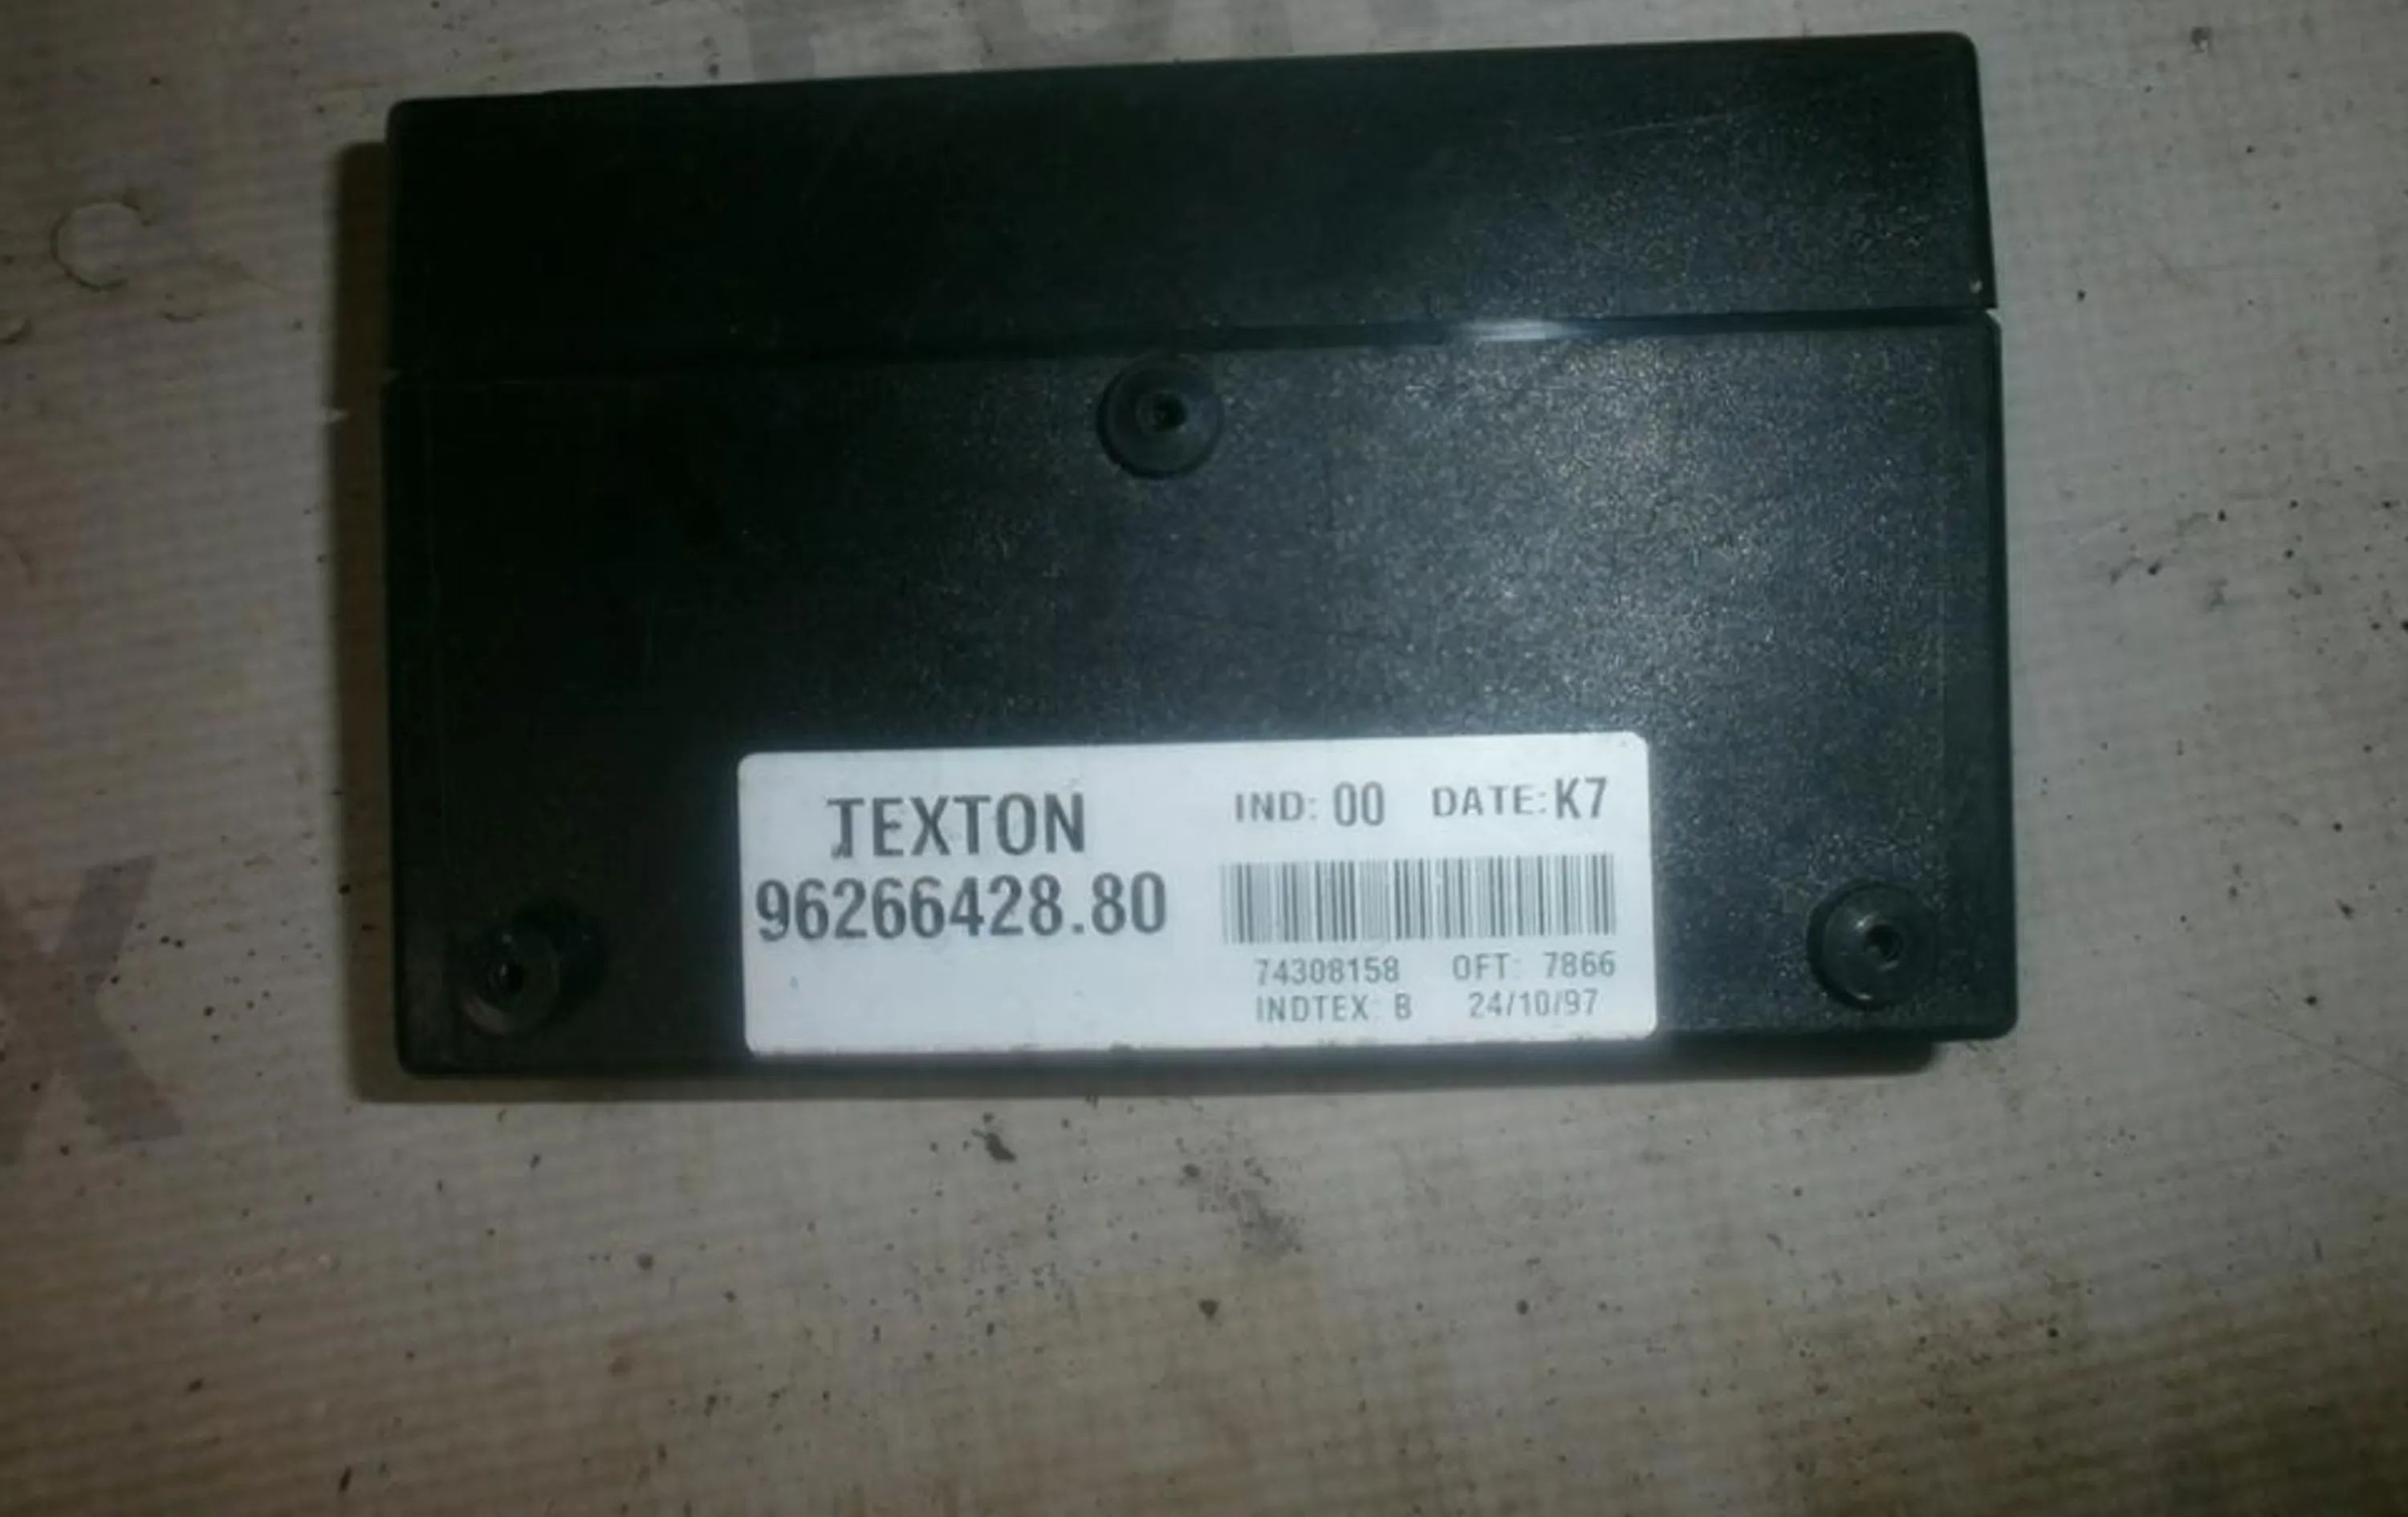 TEXTON
96266428.80
IND: 00 DATE: K7
74308158 OFT: 7866
INDTEX: B 24/10/97